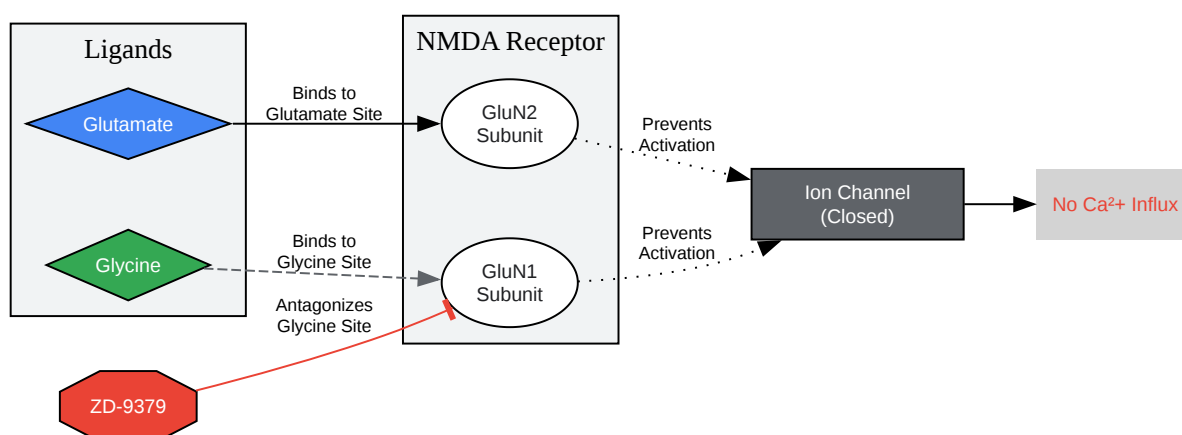 Ligands
NMDA Receptor
Glutamate
Binds to
Glutamate Site
GluN2
Subunit
Prevents
Activation
Ion Channel
(Closed)
No Ca²+ Influx
Glycine
Binds to
Glycine Site
GluN1
Subunit
Prevents
Activation
Antagonizes
Glycine Site
ZD-9379